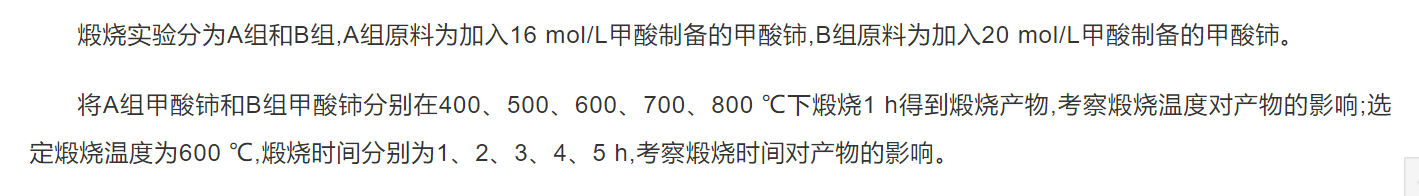 煅烧实验分为A组和B组,A组原料为加入16 mol/L甲酸制备的甲酸铈,B组原料为加入20 mol/L甲酸制备的甲酸铈。
将A组甲酸铈和B组甲酸铈分别在400、500、600、700、800 ℃下煅烧1 h得到煅烧产物,考察煅烧温度对产物的影响;选
定煅烧温度为600 ℃,煅烧时间分别为1、2、3、4、5 h,考察煅烧时间对产物的影响。